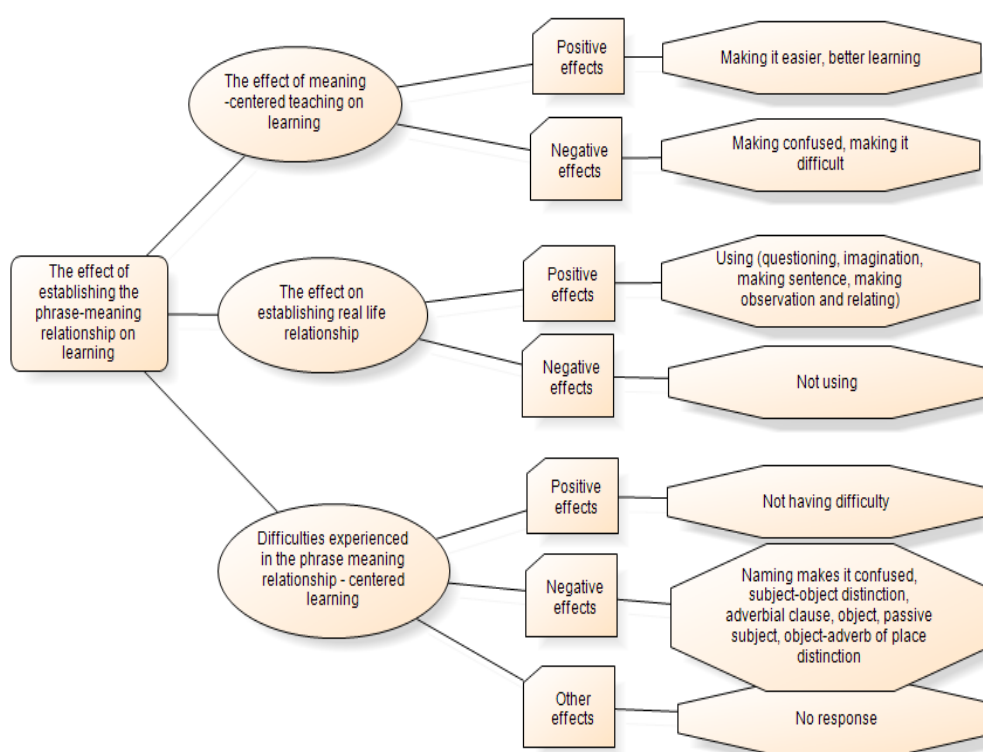 The effect of
establishing the
phrase-meaning
relationship on
learning
The effect of meaning
-centered teaching on
learning
Positive
effects
Making it easier, better learning
Negative
effects
Making confused, making it
difficult
The effect on
establishing real life
relationship
Positive
effects
Using (questioning, imagination,
making sentence, making
observation and relating)
Negative
effects
Not using
Difficulties experienced
in the phrase meaning
relationship - centered
learning
Positive
effects
Not having difficulty
Negative
effects
Naming makes it confused,
subject-object distinction,
adverbial clause, object, passive
subject, object-adverb of place
distinction
Other
effects
No response